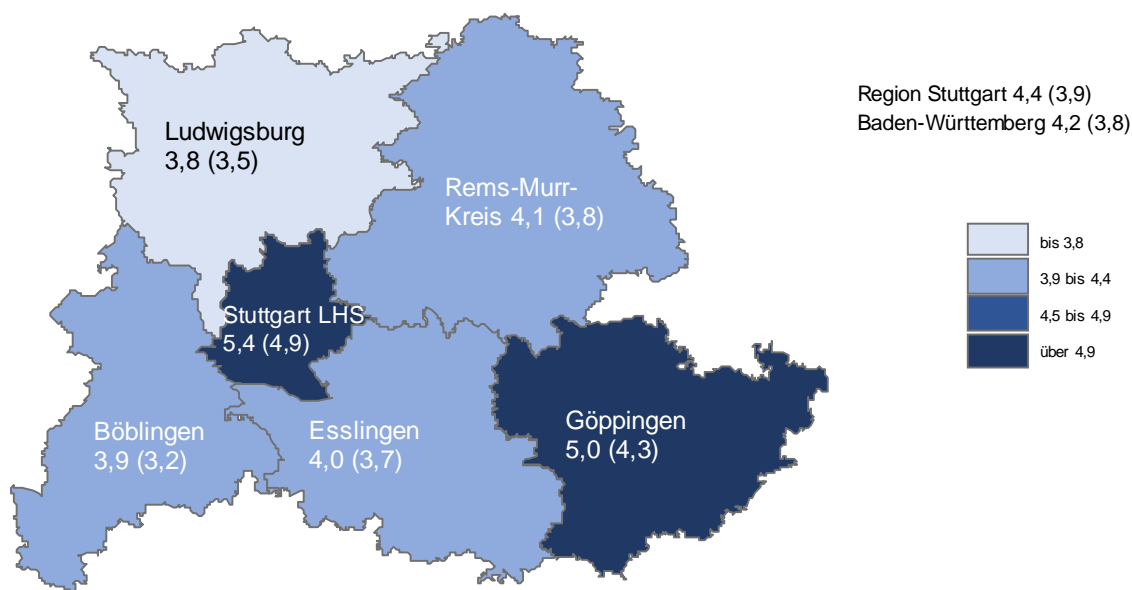 Region Stuttgart 4,4 (3,9)
Baden-Württemberg 4,2 (3,8)
Ludwigsburg
3,8 (3,5)
Rems-Murr-
Kreis 4,1 (3,8)
bis 3,8
3,9 bis 4,4
4,5 bis 4,9
über 4,9
Stuttgart LHS
5,4 (4,9)
Böblingen
3,9 (3,2)
Esslingen
4,0 (3,7)
Göppingen
5,0 (4,3)